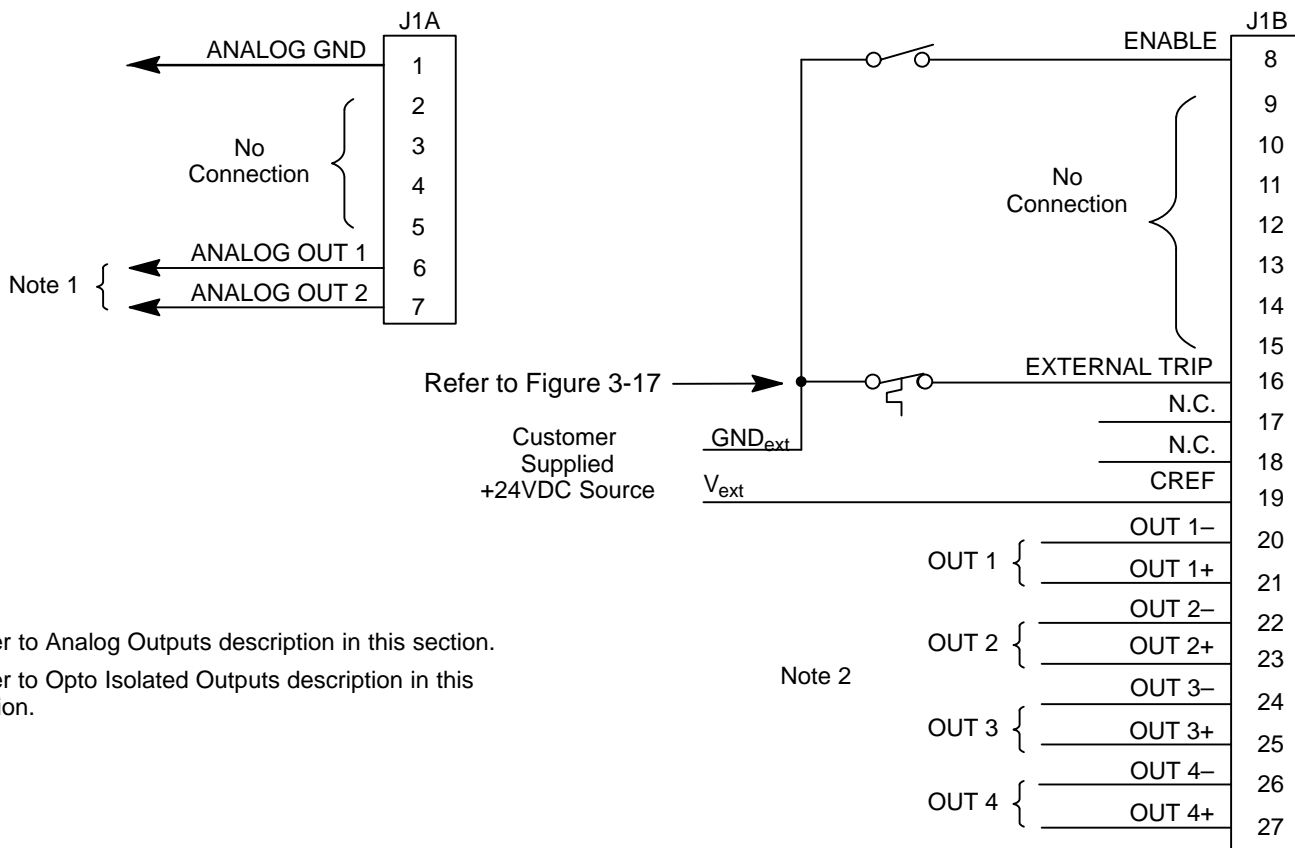 J1A
ANALOG GND
1
2
3
4
5
6
7
No
Connection
ANALOG OUT 1
ANALOG OUT 2
Note 1
J1B
ENABLE
8
9
10
11
12
13
14
15
16
17
18
19
20
21
22
23
24
25
26
27
No
Connection
EXTERNAL TRIP
Refer to Figure 3-17
N.C.
N.C.
Customer
Supplied
+24VDC Source
GNDext
Vext
CREF
OUT 1
OUT 1–
OUT 1+
OUT 2
OUT 2–
OUT 2+
Note 2
OUT 3
OUT 3–
OUT 3+
OUT 4
OUT 4–
OUT 4+
to Analog Outputs description in this section.
to Opto Isolated Outputs description in this